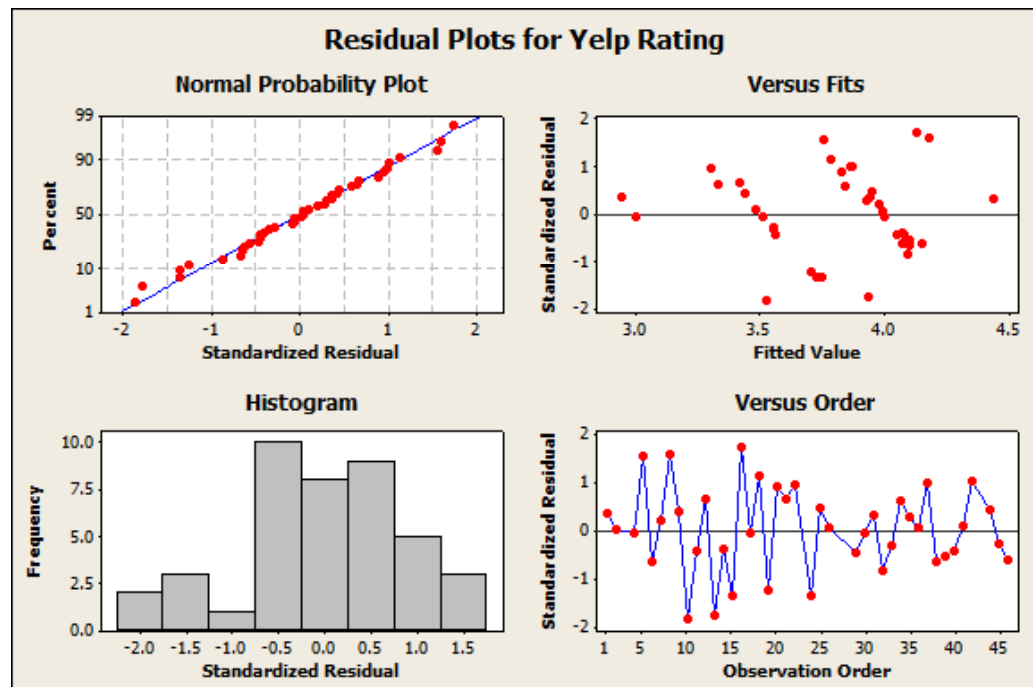 Residual Plots for Yelp Rating
Normal Probability Plot
99
90
50
10
1
Percent
-2 -1 0 1 2
Standardized Residual
Versus Fits
2
1
0
-1
-2
Standardized Residual
3.0 3.5 4.0 4.5
Fitted Value
Histogram
10.0
7.5
5.0
2.5
0.0
Frequency
-2.0 -1.5 -1.0 -0.5 0.0 0.5 1.0 1.5
Standardized Residual
Versus Order
2
1
0
-1
-2
Standardized Residual
1 5 10 15 20 25 30 35 40 45
Observation Order